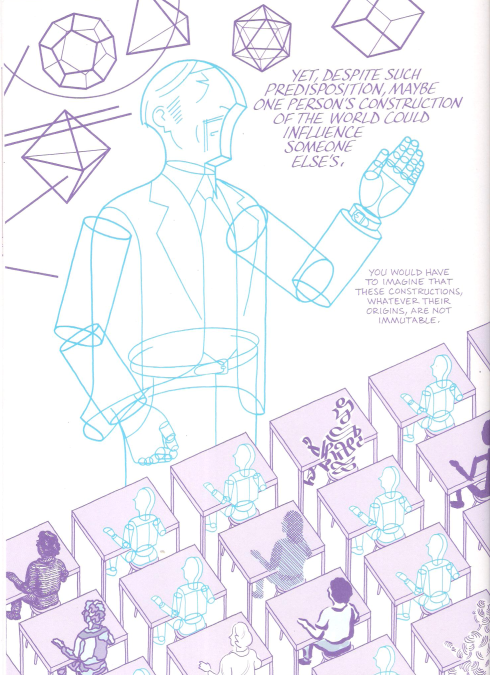 YET, DESPITE SUCH
PREDISPOSITION, MAYBE
ONE PERSON'S CONSTRUCTION
OF THE WORLD COULD
INFLUENCE
SOMEONE
ELSE'S.
YOU WOULD HAVE
TO IMAGINE THAT
THESE CONSTRUCTIONS,
WHATEVER THEIR
ORIGINS, ARE NOT
IMMUTABLE.